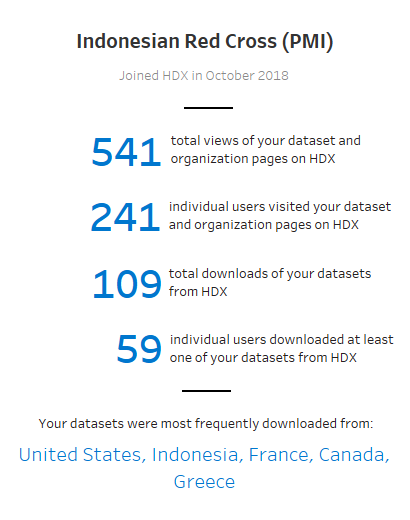 Indonesian Red Cross (PMI)
Joined HDX in October 2018
541 total views of your dataset and
organization pages on HDX
241 individual users visited your dataset
and organization pages on HDX
109 total downloads of your datasets
from HDX
59 individual users downloaded at least
one of your datasets from HDX
Your datasets were most frequently downloaded from:
United States, Indonesia, France, Canada,
Greece